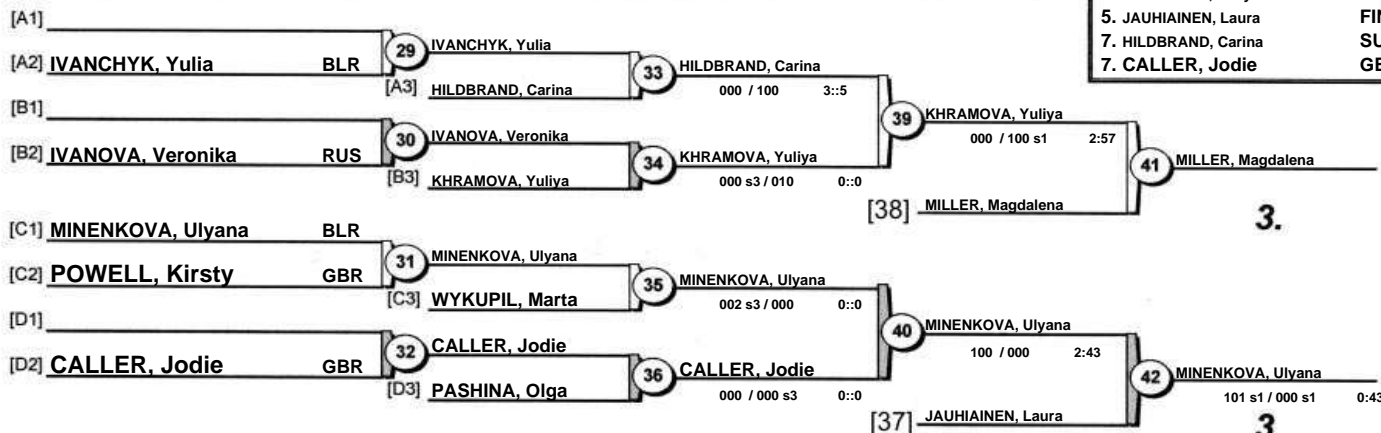 5. JAUHIAINEN, Laura FIN
7. HILDBRAND, Carina
7. CALLER, Jodie
[A1]
[A2] IVANCHYK, Yulia BLR
29
IVANCHYK, Yulia
[A3] HILDBRAND, Carina
33
HILDBRAND, Carina
000 / 100 3::5
[B1]
[B2] IVANOVA, Veronika RUS
30
IVANOVA, Veronika
[B3] KHRAMOVA, Yuliya
34
KHRAMOVA, Yuliya
000 s3 / 010 0::0
39
KHRAMOVA, Yuliya
000 / 100 s1 2:57
[38] MILLER, Magdalena
41
MILLER, Magdalena
3.
[C1] MINENKOVA, Ulyana BLR
[C2] POWELL, Kirsty GBR
31
MINENKOVA, Ulyana
[C3] WYKUPIL, Marta
35
MINENKOVA, Ulyana
002 s3 / 000 0::0
[D1]
[D2] CALLER, Jodie GBR
32
CALLER, Jodie
[D3] PASHINA, Olga
36
CALLER, Jodie
000 / 000 s3 0::0
40
MINENKOVA, Ulyana
100 / 000 2:43
[37] JAUHIAINEN, Laura
42
MINENKOVA, Ulyana
101 s1 / 000 s1 0:43
3